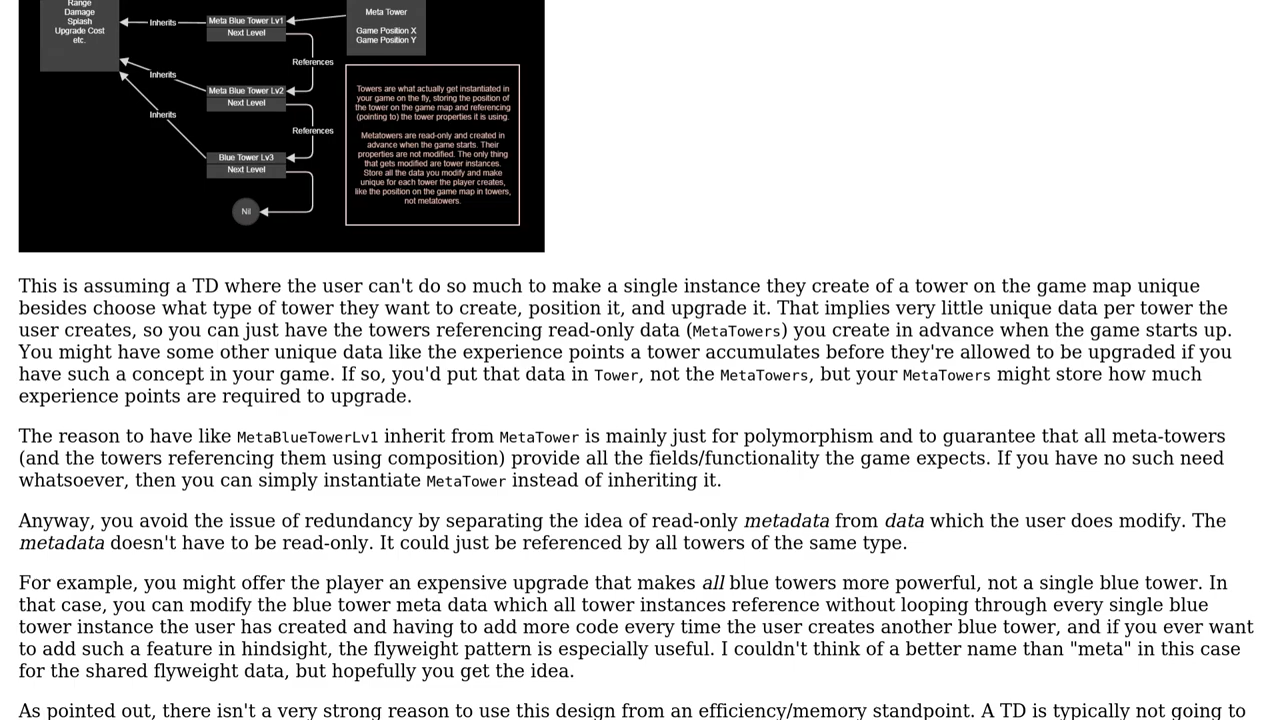 Range
Damage
Splash
Upgrade Cost
etc.
Inherits
Meta Blue Tower Lv1
Next Level
Meta Tower
Game Position X
Game Position Y
References
Inherits
Meta Blue Tower Lv2
Next Level
Inherits
References
Blue Tower Lv3
Next Level
Nil
Towers are what actually get instantiated in
your game on the fly, storing the position of
the tower on the game map and referencing
(pointing to) the tower properties it is using.
Metatowers are read-only and created in
advance when the game starts. Their
properties are not modified. The only thing
that gets modified are tower instances.
Store all the data you modify and make
unique for each tower the player creates,
like the position on the game map in towers,
not metatowers.
This is assuming a TD where the user can't do so much to make a single instance they create of a tower on the game map unique
besides choose what type of tower they want to create, position it, and upgrade it. That implies very little unique data per tower the
user creates, so you can just have the towers referencing read-only data (MetaTowers) you create in advance when the game starts up.
You might have some other unique data like the experience points a tower accumulates before they're allowed to be upgraded if you
have such a concept in your game. If so, you'd put that data in Tower, not the MetaTowers, but your MetaTowers might store how much
experience points are required to upgrade.
The reason to have like MetaBlueTowerLv1 inherit from MetaTower is mainly just for polymorphism and to guarantee that all meta-towers
(and the towers referencing them using composition) provide all the fields/functionality the game expects. If you have no such need
whatsoever, then you can simply instantiate MetaTower instead of inheriting it.
Anyway, you avoid the issue of redundancy by separating the idea of read-only metadata from data which the user does modify. The
metadata doesn't have to be read-only. It could just be referenced by all towers of the same type.
For example, you might offer the player an expensive upgrade that makes all blue towers more powerful, not a single blue tower. In
that case, you can modify the blue tower meta data which all tower instances reference without looping through every single blue
tower instance the user has created and having to add more code every time the user creates another blue tower, and if you ever want
to add such a feature in hindsight, the flyweight pattern is especially useful. I couldn't think of a better name than "meta" in this case
for the shared flyweight data, but hopefully you get the idea.
As pointed out, there isn't a very strong reason to use this design from an efficiency/memory standpoint. A TD is typically not going to